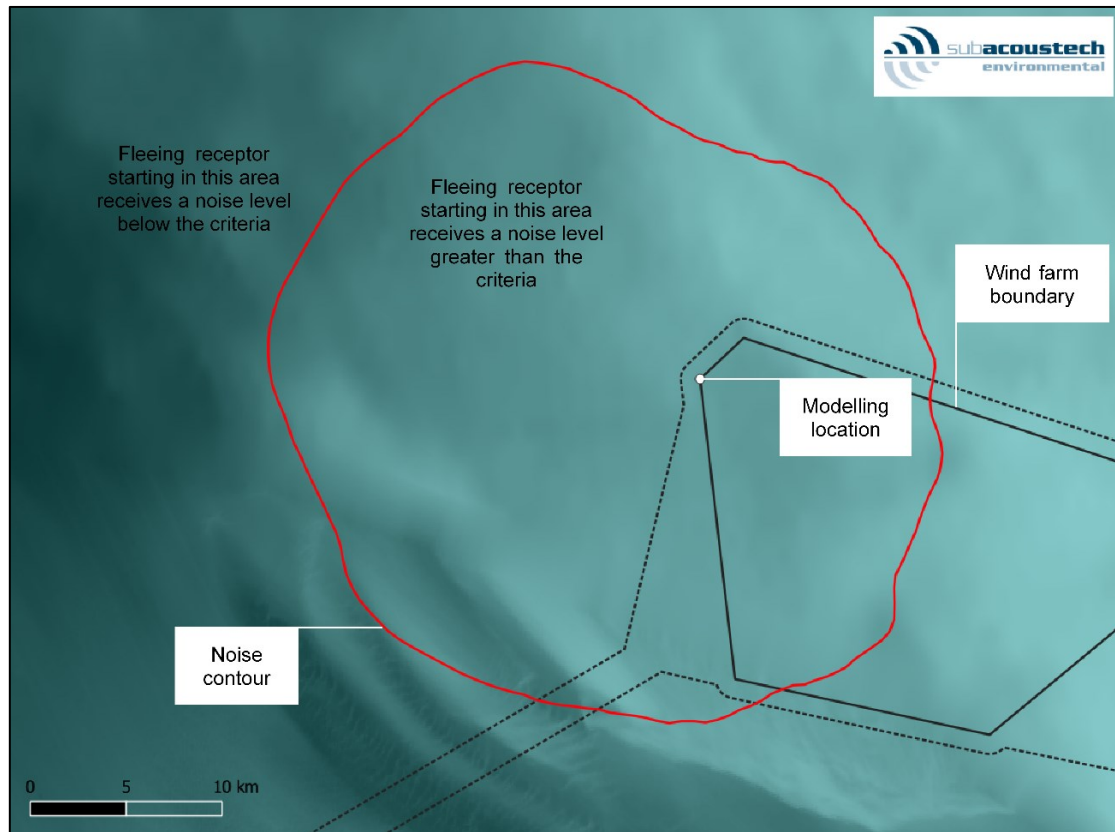 subacoustech
environmental
Fleeing receptor
starting in this area
receives a noise level
below the criteria
Fleeing receptor
starting in this area
receives a noise level
greater than the
criteria
Wind farm
boundary
Modelling
location
Noise
contour
0 5 10 km